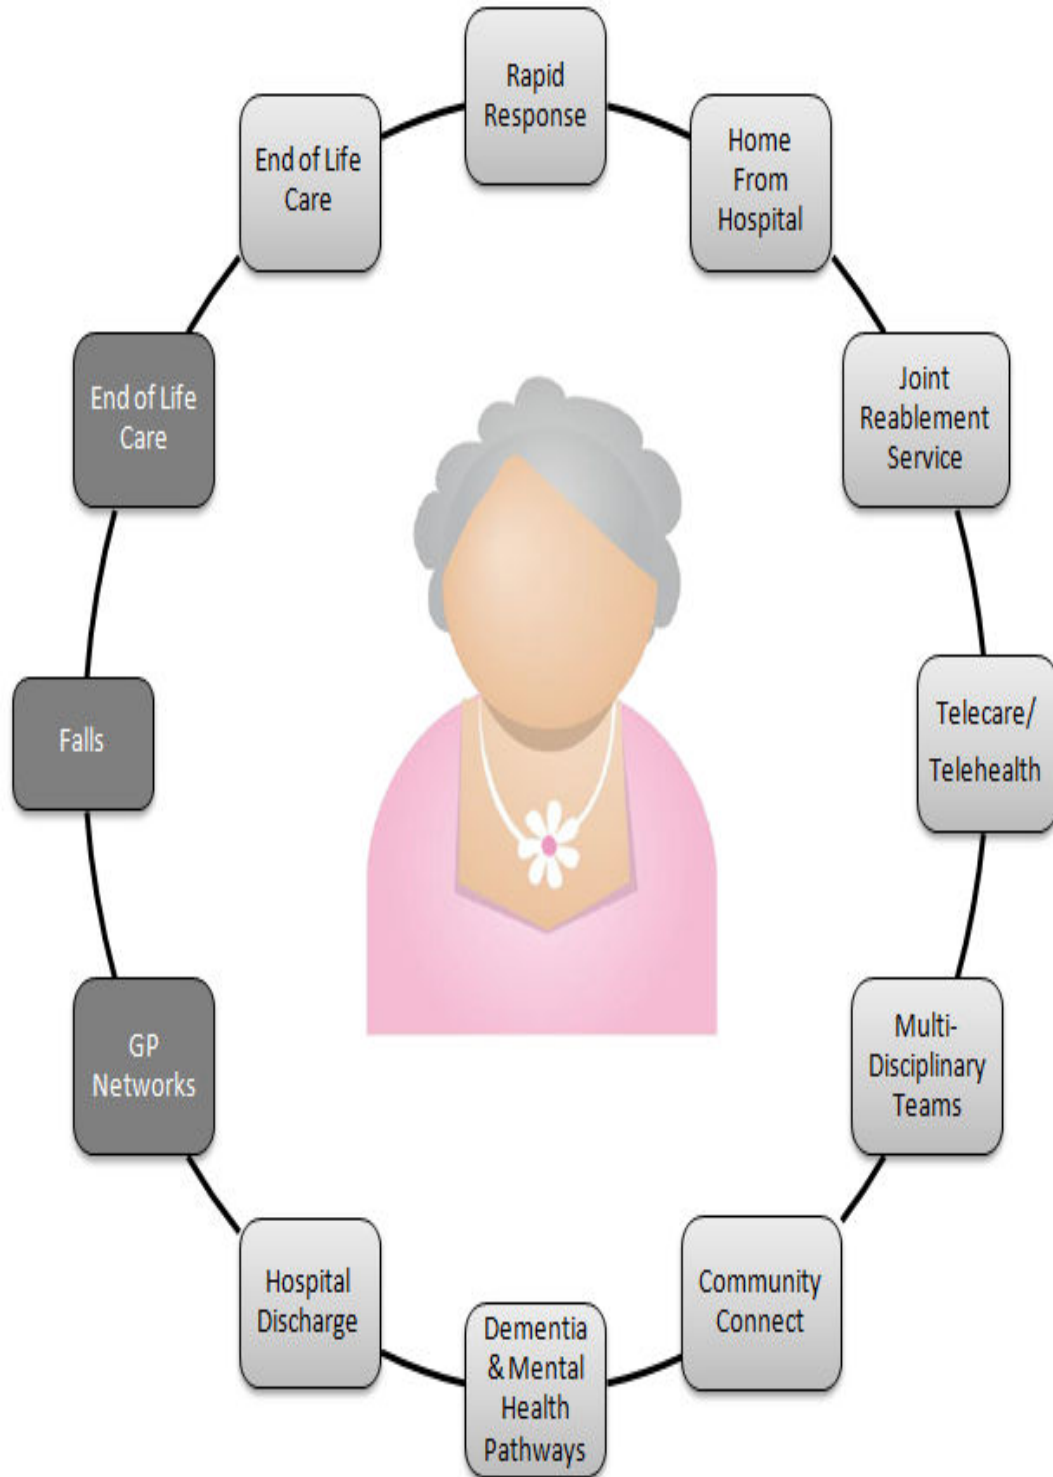 Rapid
Response
Home
From
Hospital
Joint
Reablement
Service
Telecare/
Telehealth
Multi-
Disciplinary
Teams
Community
Connect
Dementia
& Mental
Health
Pathways
Hospital
Discharge
GP
Networks
Falls
End of Life
Care
End of Life
Care